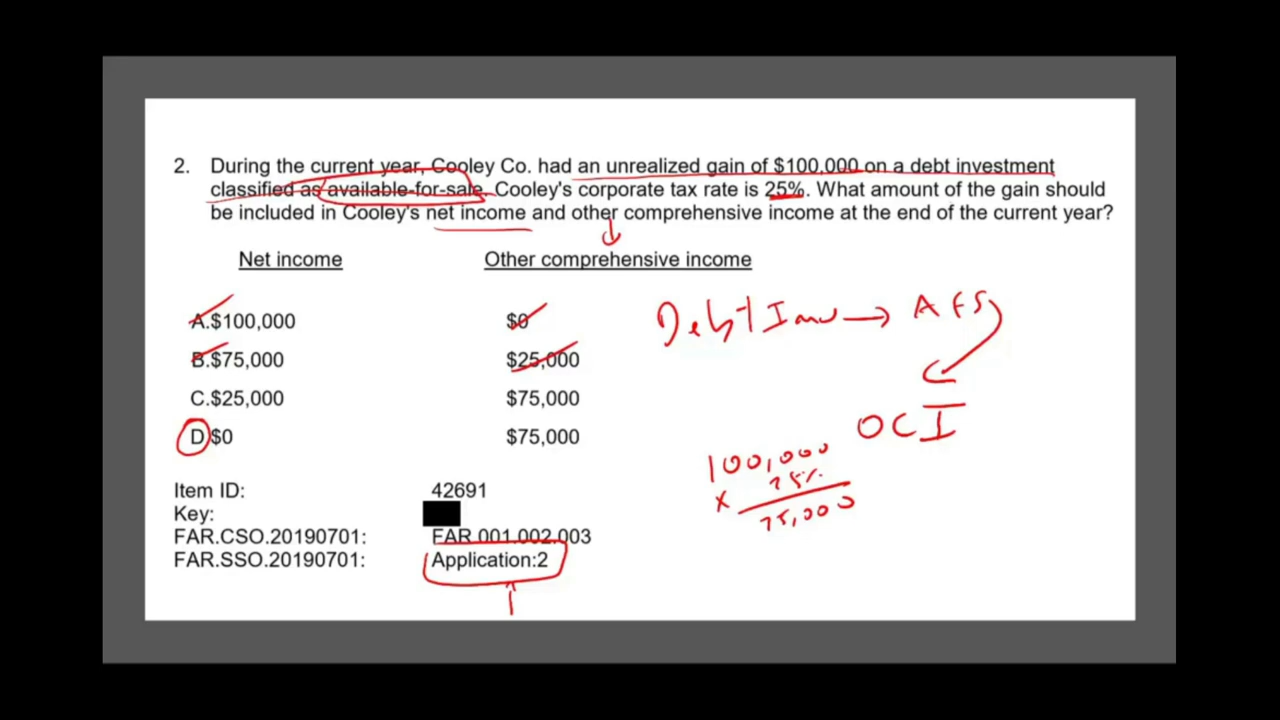 2. During the current year, Cooley Co. had an unrealized gain of $100,000 on a debt investment
classified as available-for-sale. Cooley's corporate tax rate is 25%. What amount of the gain should
be included in Cooley's net income and other comprehensive income at the end of the current year?
Net income Other comprehensive income
A.$100,000 $0
B.$75,000 $25,000
C.$25,000 $75,000
D.$0 $75,000
Debt Inv → AFS
OCI
100,000
x 75%
75,000
Item ID: 42691
Key:
FAR.CSO.20190701: FAR.001.002.003
FAR.SSO.20190701: Application:2